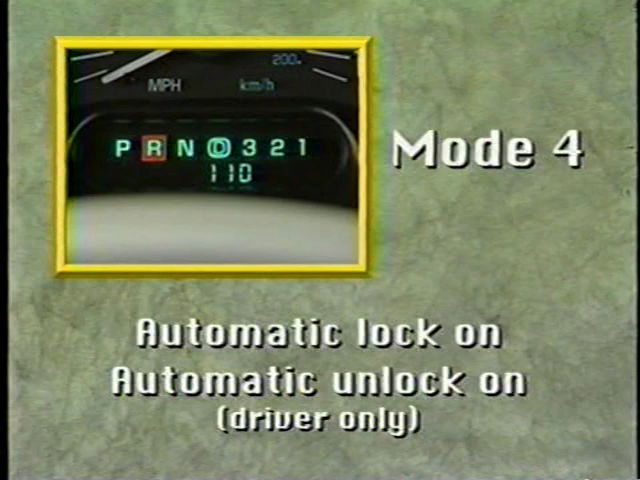 200
MPH km/h
P R N D 3 2 1
110
Mode 4
Automatic lock on
Automatic unlock on
(driver only)